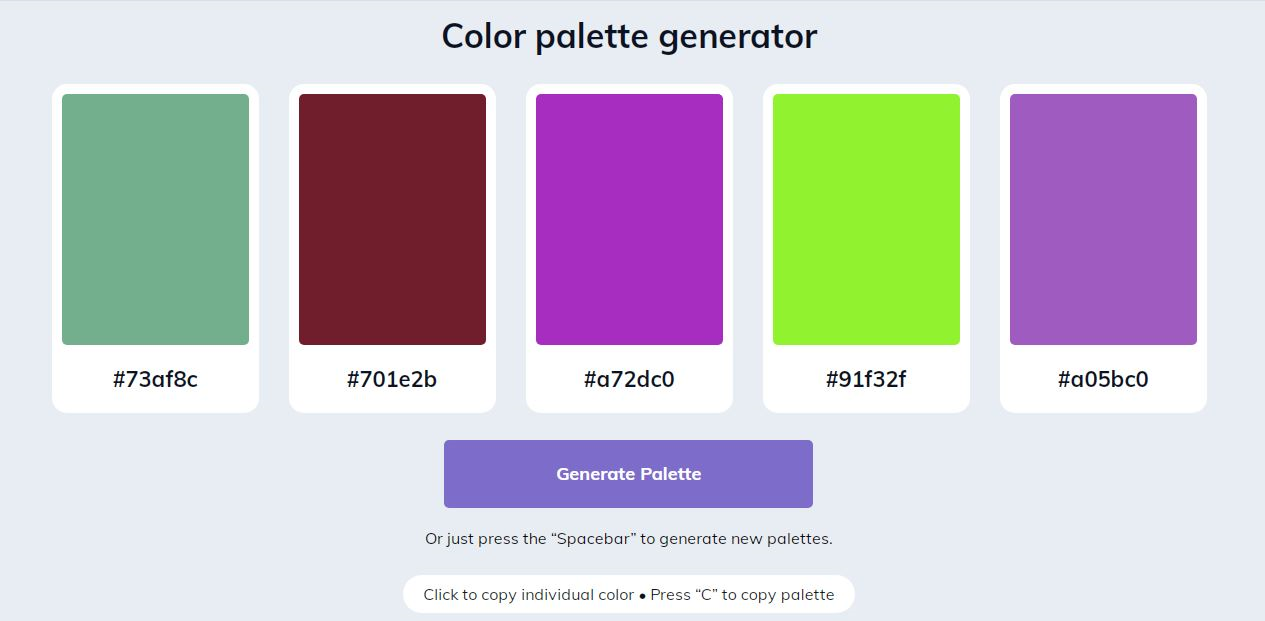 Color palette generator
#73af8c
#701e2b
#a72dc0
#91f32f
#a05bc0
Generate Palette
Or just press the “Spacebar” to generate new palettes.
Click to copy individual color • Press “C” to copy palette